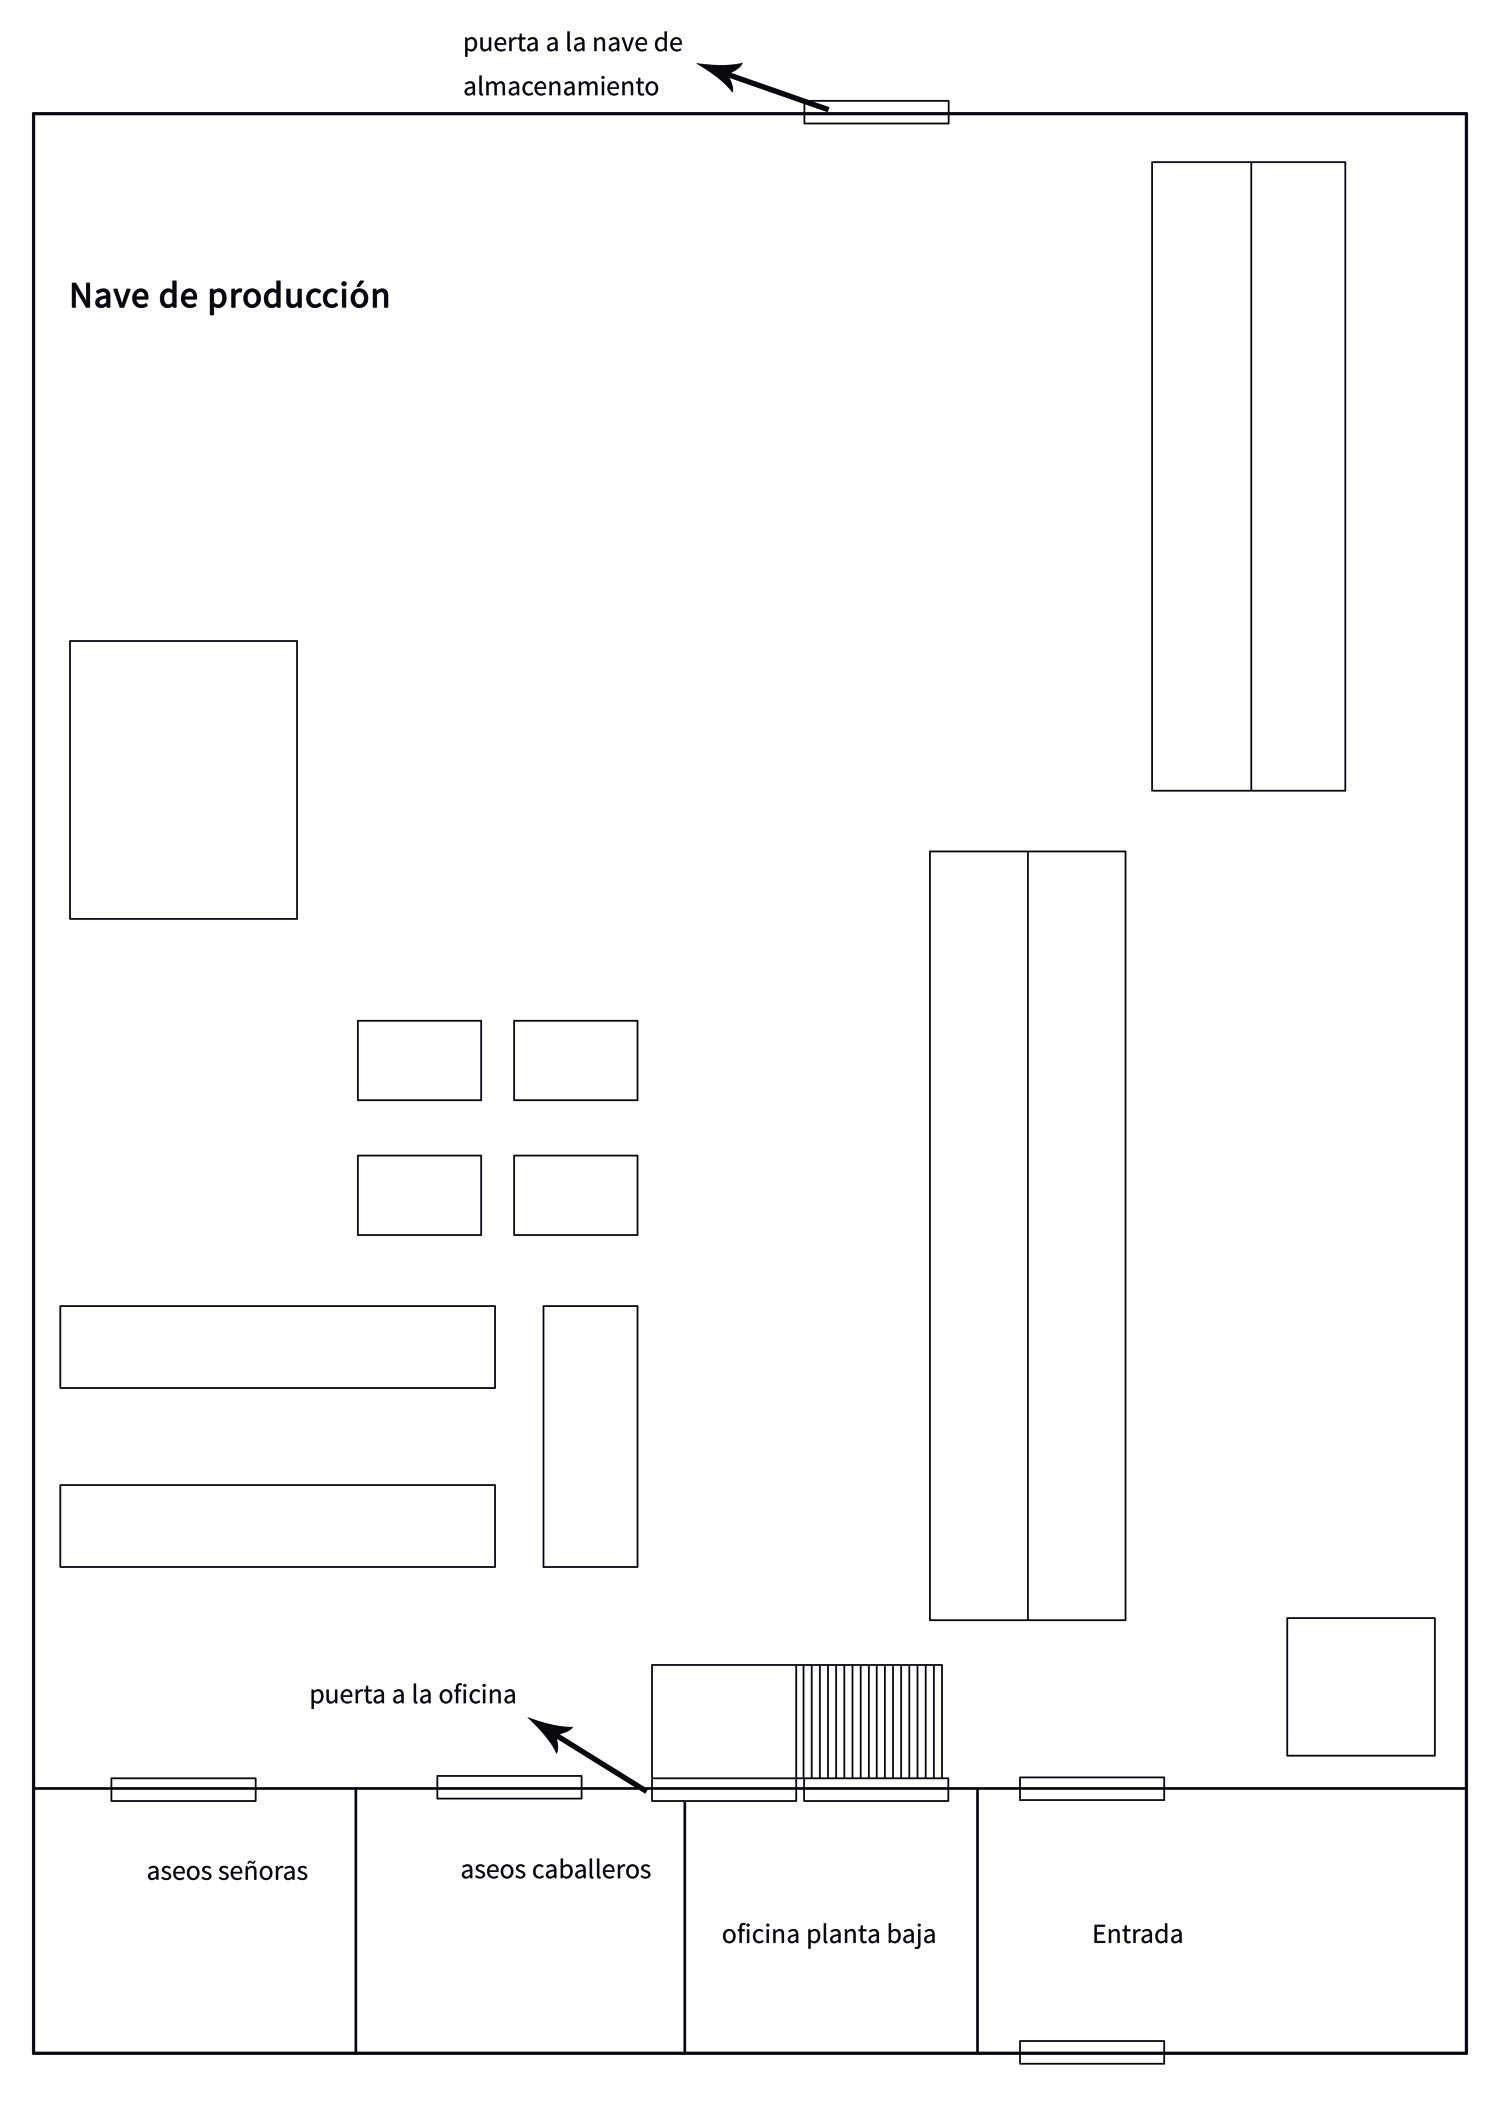 puerta a la nave de
almacenamiento
Nave de producción
puerta a la oficina
aseos señoras
aseos caballeros
oficina planta baja
Entrada